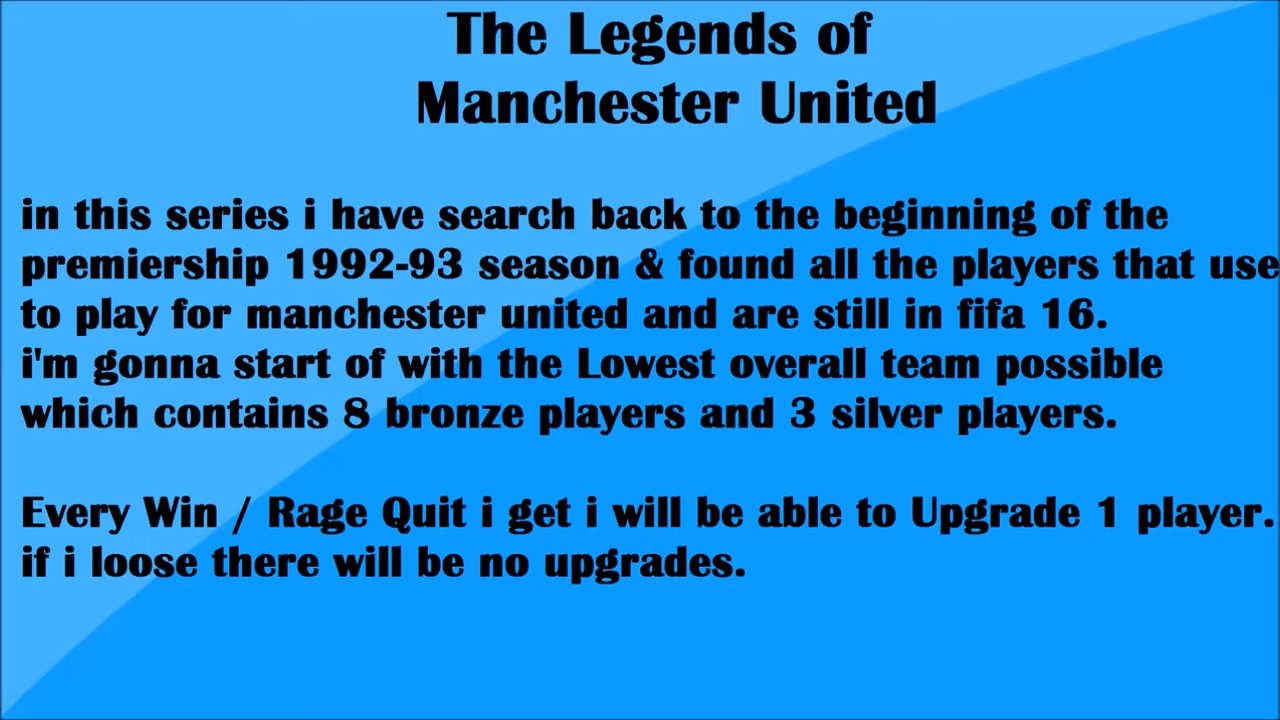 The Legends of
Manchester United
in this series i have search back to the beginning of the
premiership 1992-93 season & found all the players that use
to play for manchester united and are still in fifa 16.
i'm gonna start of with the Lowest overall team possible
which contains 8 bronze players and 3 silver players.
Every Win / Rage Quit i get i will be able to Upgrade 1 player.
if i loose there will be no upgrades.